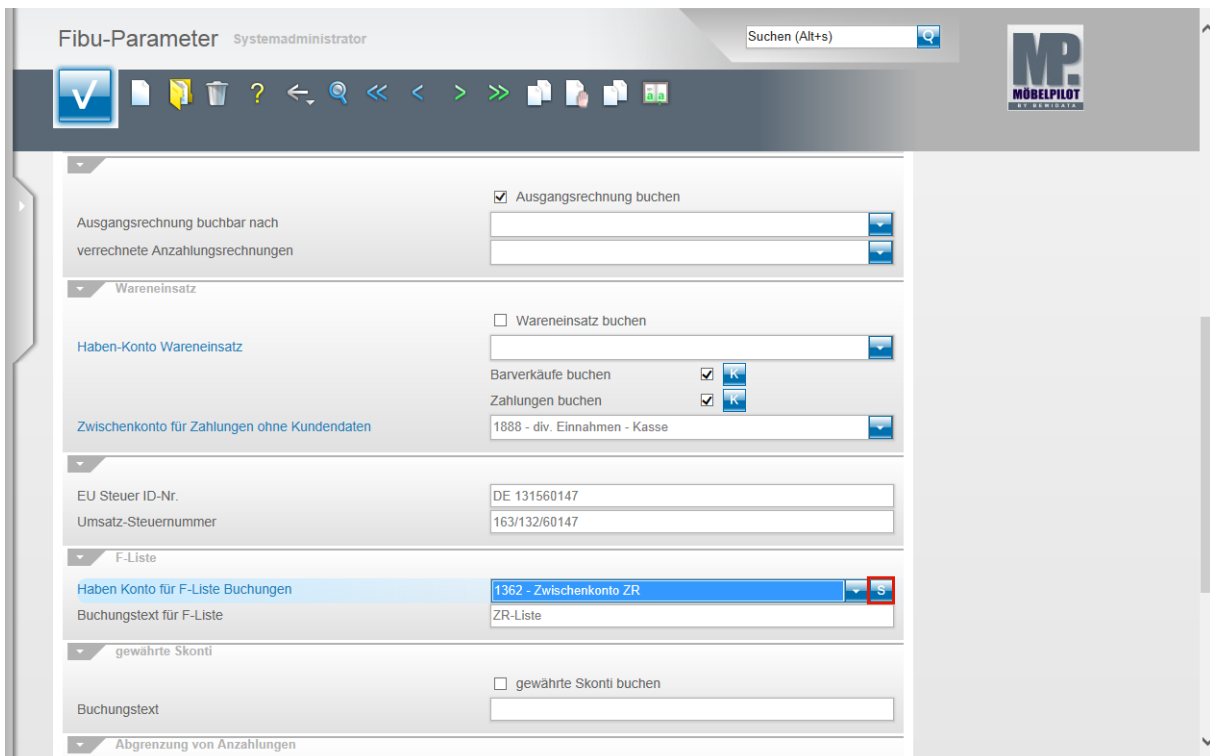 Fibu-Parameter Systemadministrator
Suchen (Alt+s)
MP.
MÖBELPILOT
BY BEWIDATA
?
a a
Ausgangsrechnung buchen
Ausgangsrechnung buchbar nach
verrechnete Anzahlungsrechnungen
Wareneinsatz
Wareneinsatz buchen
Haben-Konto Wareneinsatz
Barverkäufe buchen K
Zahlungen buchen K
Zwischenkonto für Zahlungen ohne Kundendaten 1888 - div. Einnahmen - Kasse
EU Steuer ID-Nr. DE 131560147
Umsatz-Steuernummer 163/132/60147
F-Liste
Haben Konto für F-Liste Buchungen 1362 - Zwischenkonto ZR S
Buchungstext für F-Liste ZR-Liste
gewährte Skonti
gewährte Skonti buchen
Buchungstext
Abgrenzung von Anzahlungen